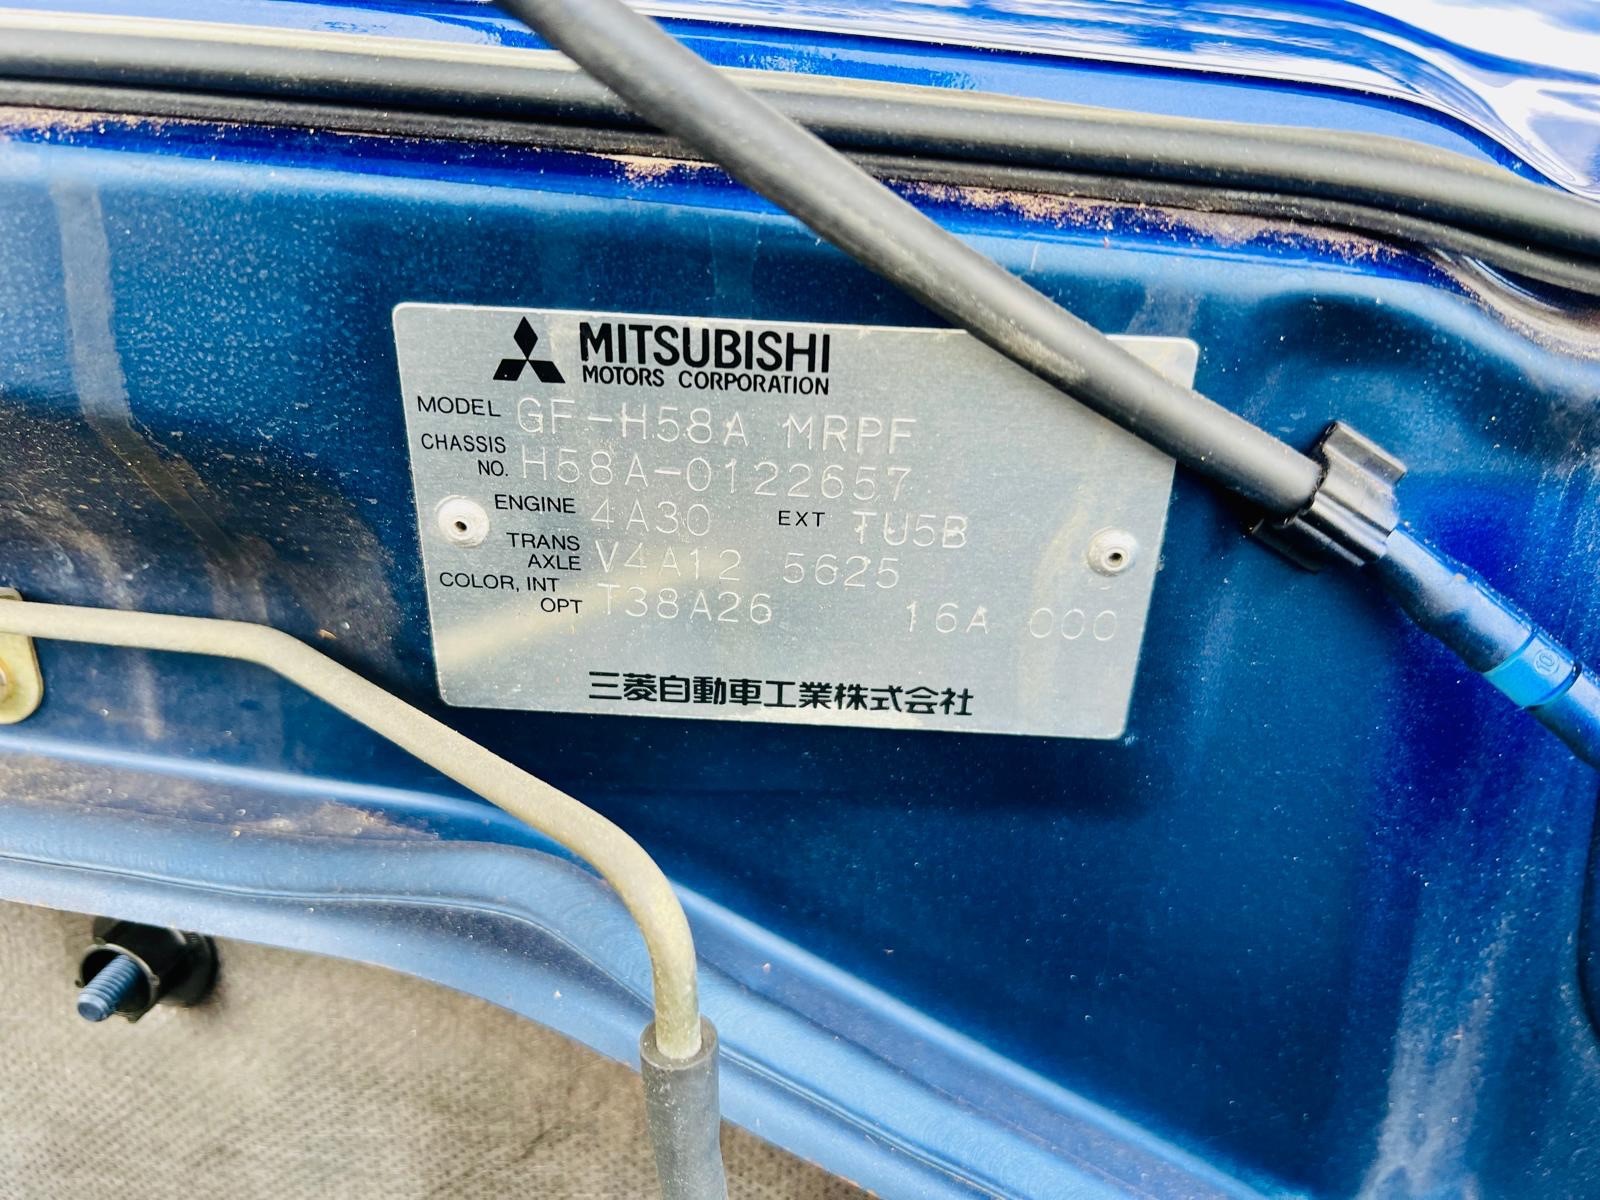 MITSUBISHI
MOTORS CORPORATION
MODEL GF-H58A MRPF
CHASSIS NO. H58A-0122657
ENGINE 4A30 EXT TU5B
TRANS AXLE V4A12 5625
COLOR, INT OPT T38A26 16A 000
三菱自動車工業株式会社
10